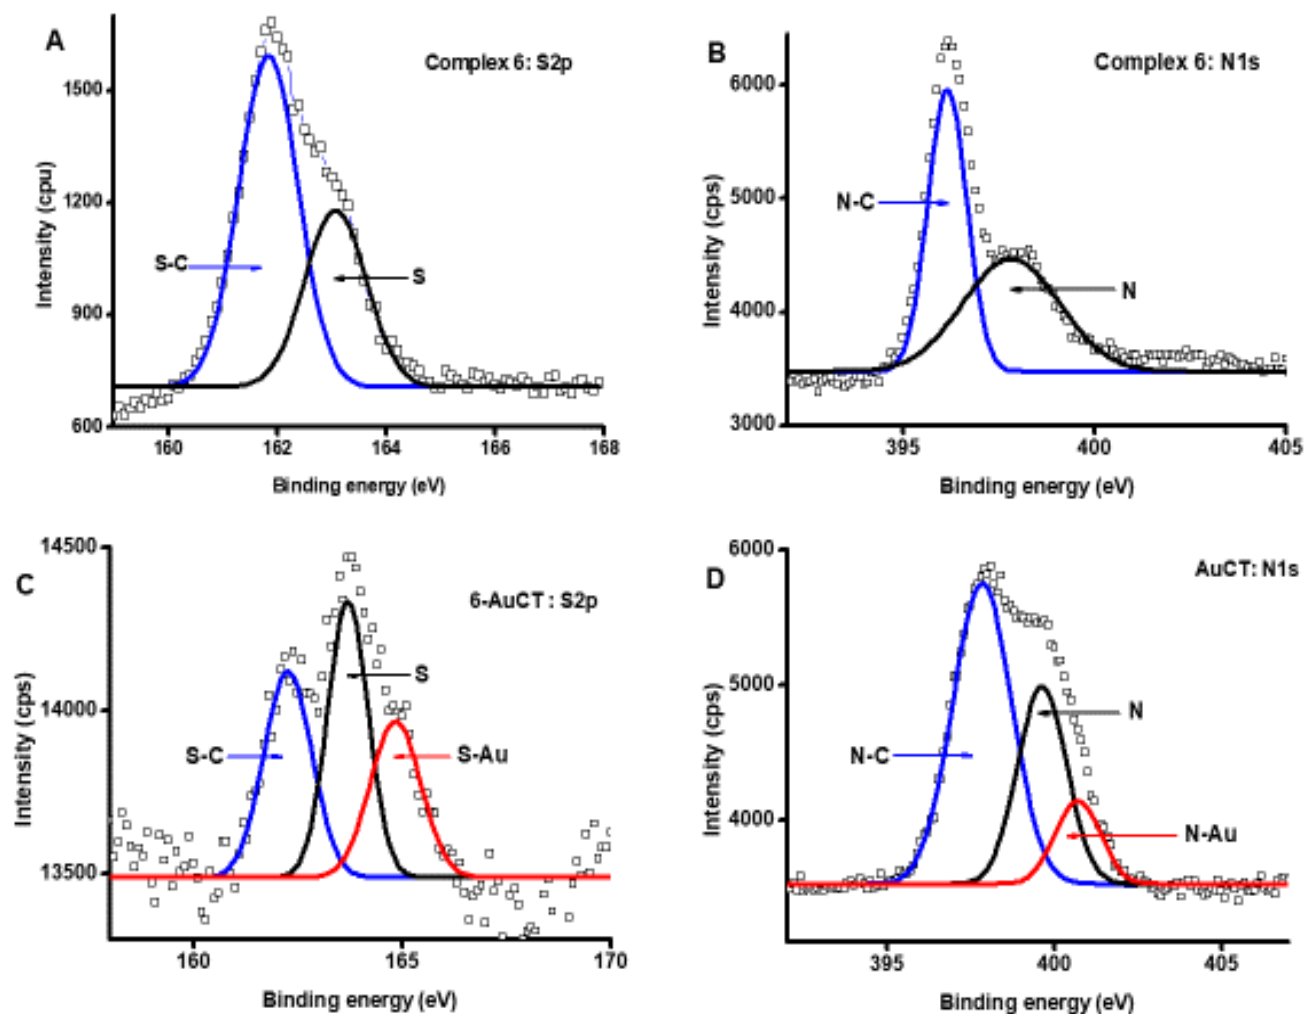 A
Complex 6: S2p
1500
1200
900
600
Intensity (cpu)
S-C
S
160
162
164
166
168
Binding energy (eV)
B
Complex 6: N1s
6000
5000
4000
3000
Intensity (cps)
N-C
N
395
400
405
Binding energy (eV)
C
6-AuCT : S2p
14500
14000
13500
Intensity (cps)
S
S-C
S-Au
160
165
170
Binding energy (eV)
D
AuCT: N1s
6000
5000
4000
Intensity (cps)
N
N-C
N-Au
395
400
405
Binding energy (eV)